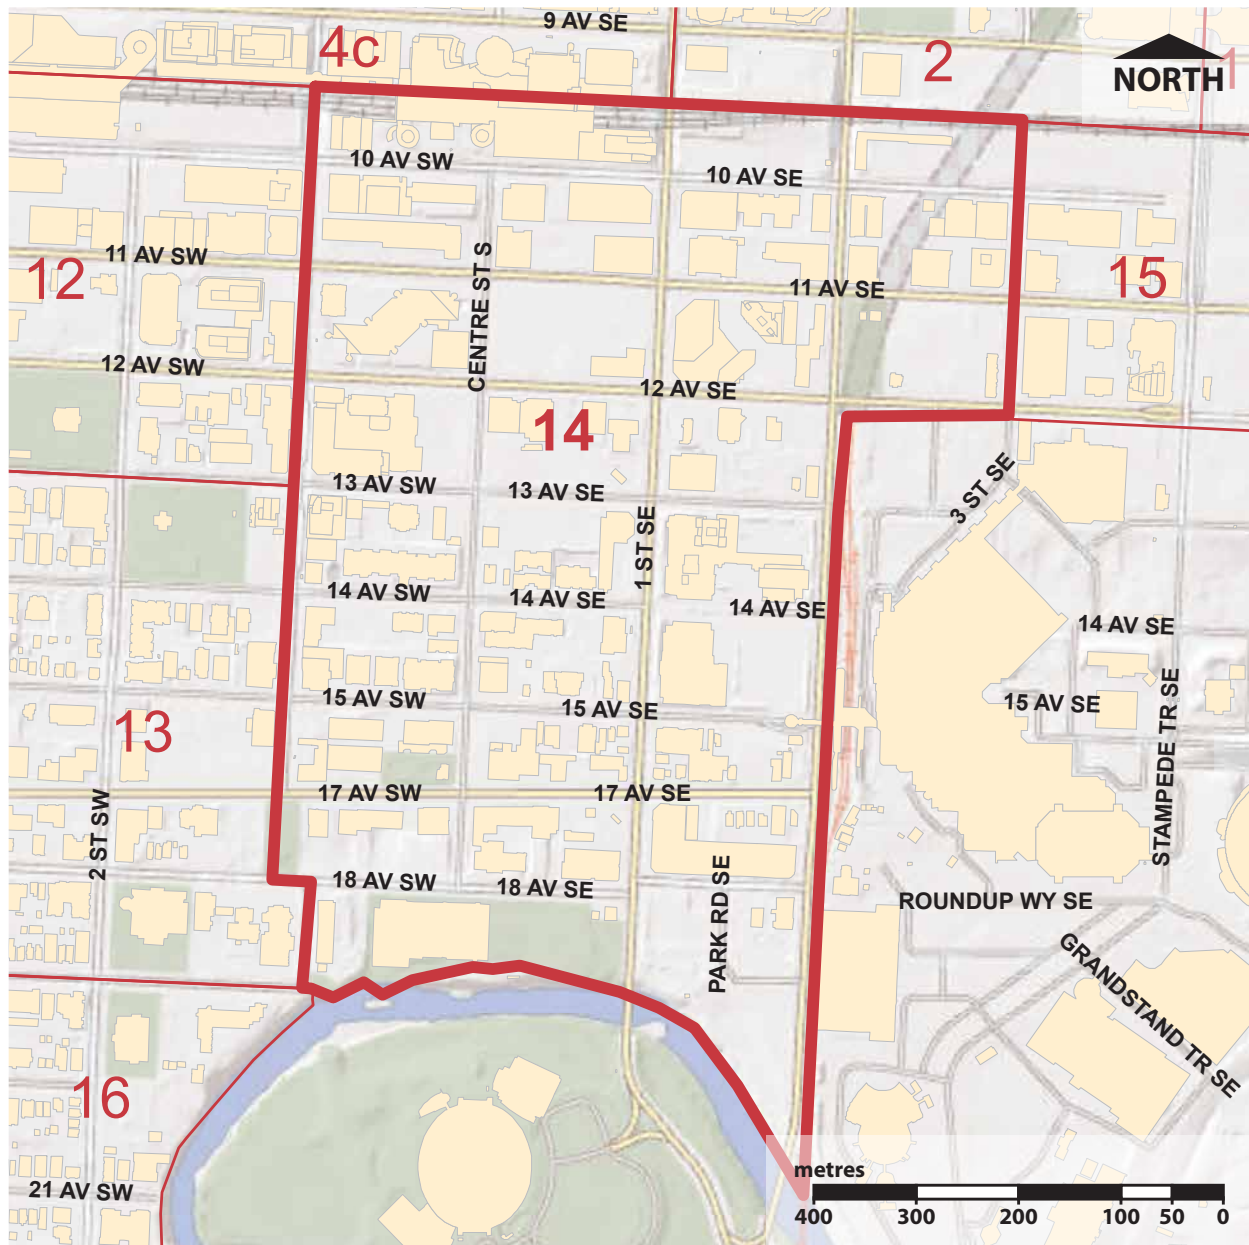 9 AV SE
4c
2
1
NORTH
10 AV SW
10 AV SE
11 AV SW
12
15
11 AV SE
CENTRE ST S
12 AV SW
12 AV SE
14
3 ST SE
13 AV SW
13 AV SE
1 ST SE
14 AV SW
14 AV SE
14 AV SE
14 AV SE
15 AV SW
15 AV SE
15 AV SE
STAMPEDE TR SE
13
17 AV SW
17 AV SE
2 ST SW
18 AV SW
18 AV SE
PARK RD SE
ROUNDUP WY SE
GRANDSTAND TR SE
16
21 AV SW
metres
400 300 200 100 50 0